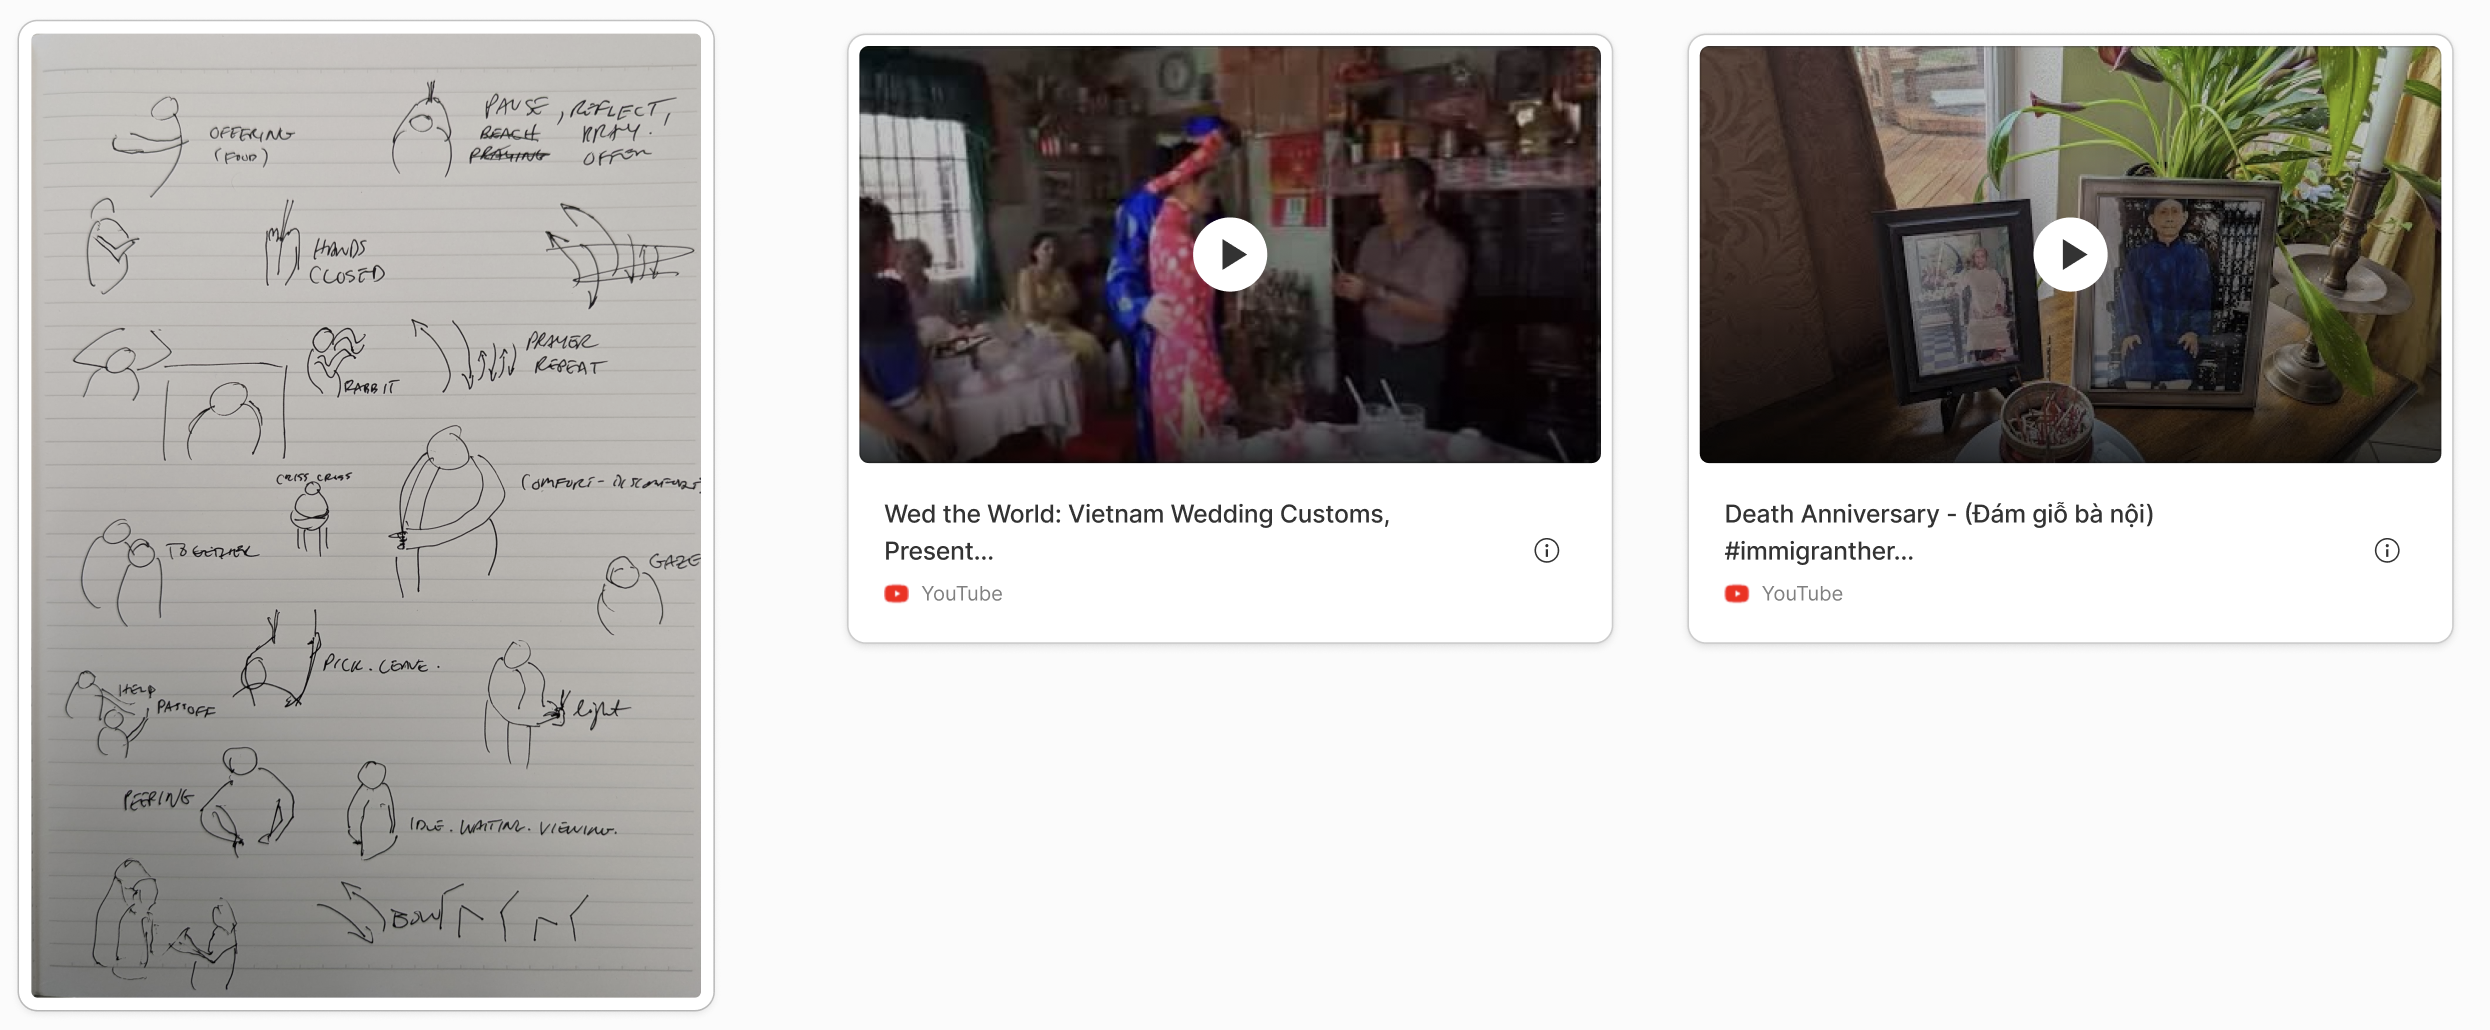 OFFERING
(FOOD)
PAUSE, REFLECT,
REACH PRAY.
PRAYING OFFER
HANDS
CLOSED
RABBIT
PRAYER
REPEAT
CRISS CROSS
COMFORT - DISCOMFORT
TOGETHER
GAZE
PICK. LEAVE.
HELP
PASSOFF
light
PEERING
IDLE. WAITING. VIEWING.
BOW
Wed the World: Vietnam Wedding Customs,
Present...
YouTube
Death Anniversary - (Đám giỗ bà nội)
#immigranther...
YouTube